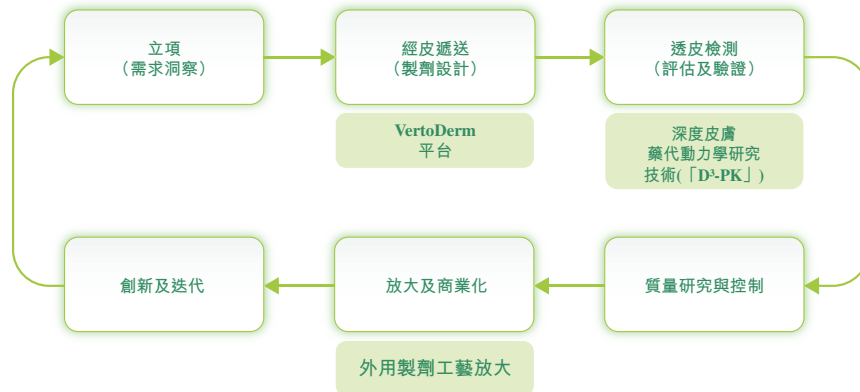 立項
（需求洞察）
經皮遞送
（製劑設計）
透皮檢測
（評估及驗證）
VertoDerm
平台
深度皮膚
藥代動力學研究
技術(「D³-PK」)
創新及迭代
放大及商業化
質量研究與控制
外用製劑工藝放大